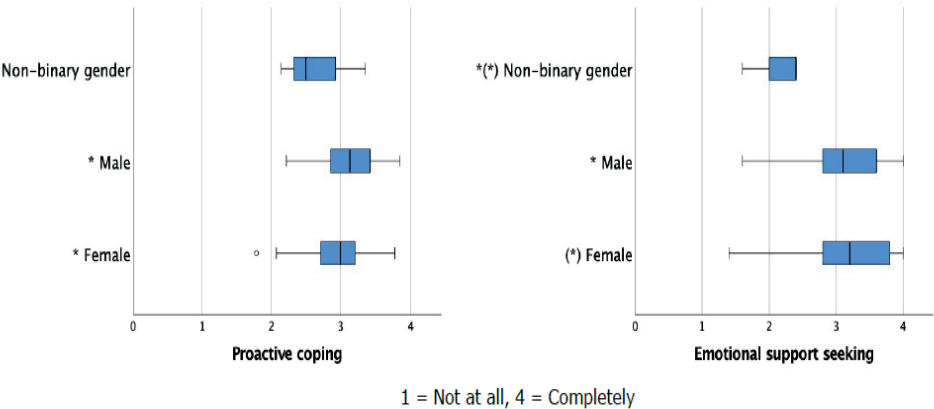 Non-binary gender
* Male
* Female
0 1 2 3 4
Proactive coping
*(*) Non-binary gender
* Male
(*) Female
0 1 2 3 4
Emotional support seeking
1 = Not at all, 4 = Completely